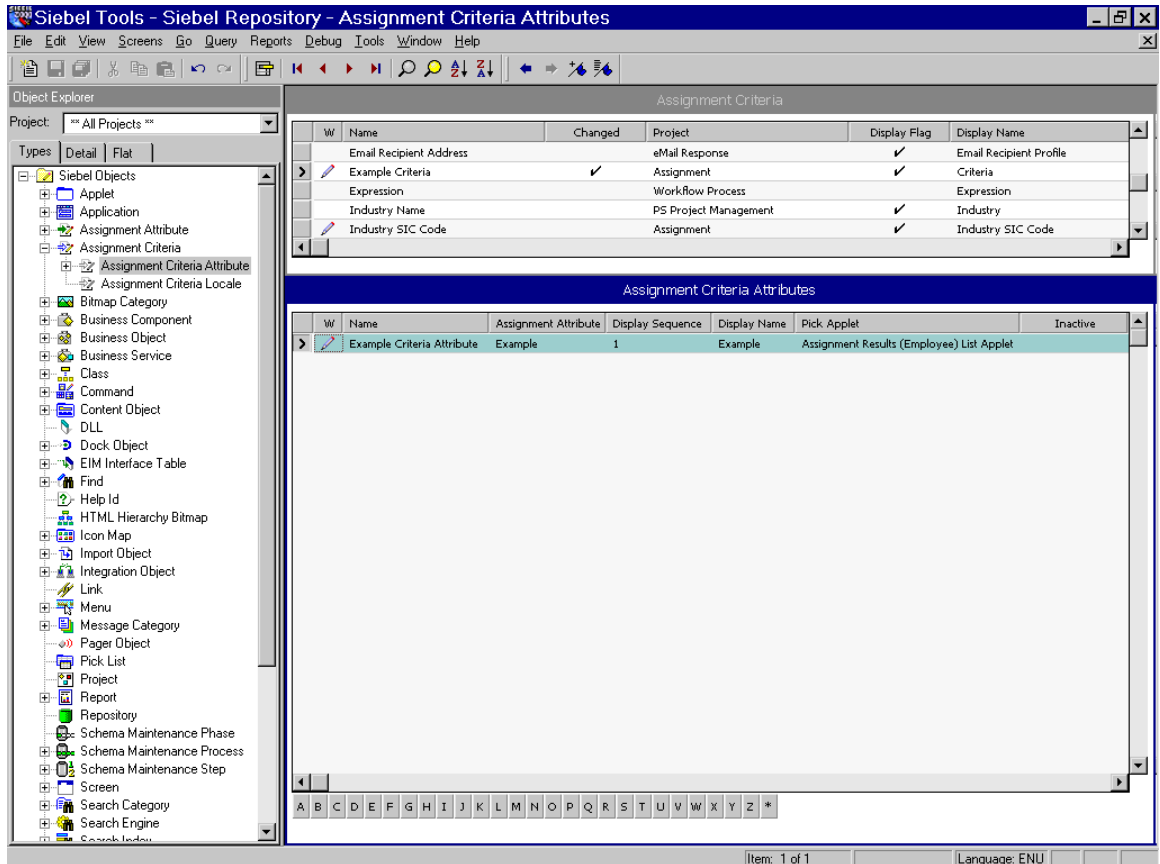 Siebel Tools - Siebel Repository - Assignment Criteria Attributes
File Edit View Screens Go Query Reports Debug Tools Window Help
Object Explorer
Project: ** All Projects **
Types Detail Flat
Siebel Objects
Applet
Application
Assignment Attribute
Assignment Criteria
Assignment Criteria Attribute
Assignment Criteria Locale
Bitmap Category
Business Component
Business Object
Business Service
Class
Command
Content Object
DLL
Dock Object
EIM Interface Table
Find
Help Id
HTML Hierarchy Bitmap
Icon Map
Import Object
Integration Object
Link
Menu
Message Category
Pager Object
Pick List
Project
Report
Repository
Schema Maintenance Phase
Schema Maintenance Process
Schema Maintenance Step
Screen
Search Category
Search Engine
Search Index
Assignment Criteria
W Name Changed Project Display Flag Display Name
Email Recipient Address eMail Response Email Recipient Profile
Example Criteria Assignment Criteria
Expression Workflow Process Expression
Industry Name PS Project Management Industry
Industry SIC Code Assignment Industry SIC Code
Assignment Criteria Attributes
W Name Assignment Attribute Display Sequence Display Name Pick Applet Inactive
Example Criteria Attribute Example 1 Example Assignment Results (Employee) List Applet
A B C D E F G H I J K L M N O P Q R S T U V W X Y Z *
Item: 1 of 1 Language: ENU